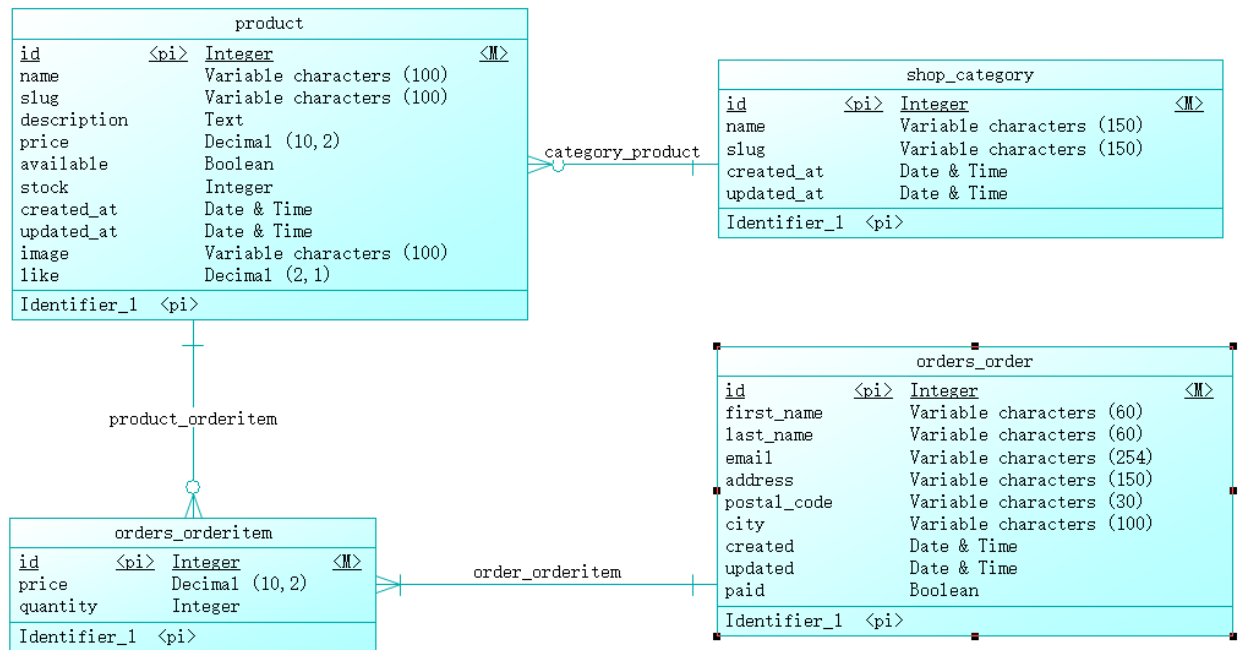 product
id <pi> Integer <M>
name Variable characters (100)
slug Variable characters (100)
description Text
price Decimal (10,2)
available Boolean
stock Integer
created_at Date & Time
updated_at Date & Time
image Variable characters (100)
like Decimal (2,1)
Identifier_1 <pi>
category_product
shop_category
id <pi> Integer <M>
name Variable characters (150)
slug Variable characters (150)
created_at Date & Time
updated_at Date & Time
Identifier_1 <pi>
product_orderitem
orders_order
id <pi> Integer <M>
first_name Variable characters (60)
last_name Variable characters (60)
email Variable characters (254)
address Variable characters (150)
postal_code Variable characters (30)
city Variable characters (100)
created Date & Time
updated Date & Time
paid Boolean
Identifier_1 <pi>
orders_orderitem
id <pi> Integer <M>
price Decimal (10,2)
quantity Integer
Identifier_1 <pi>
order_orderitem